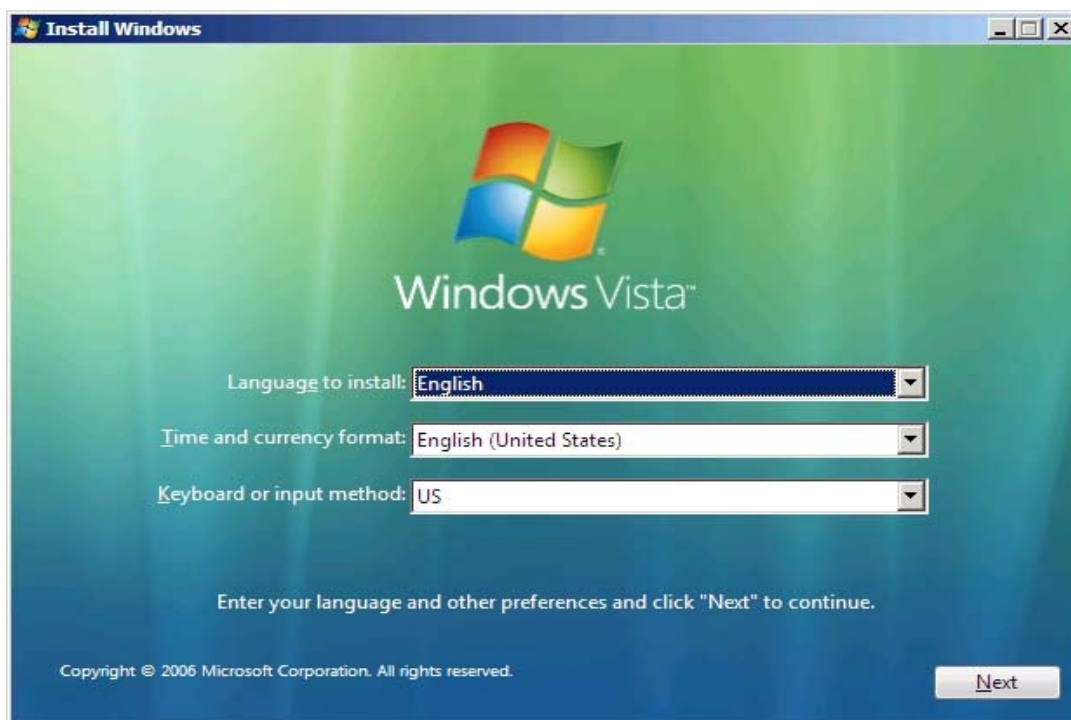 Install Windows
Windows Vista™
Language to install: English
Time and currency format: English (United States)
Keyboard or input method: US
Enter your language and other preferences and click "Next" to continue.
Copyright © 2006 Microsoft Corporation. All rights reserved.
Next